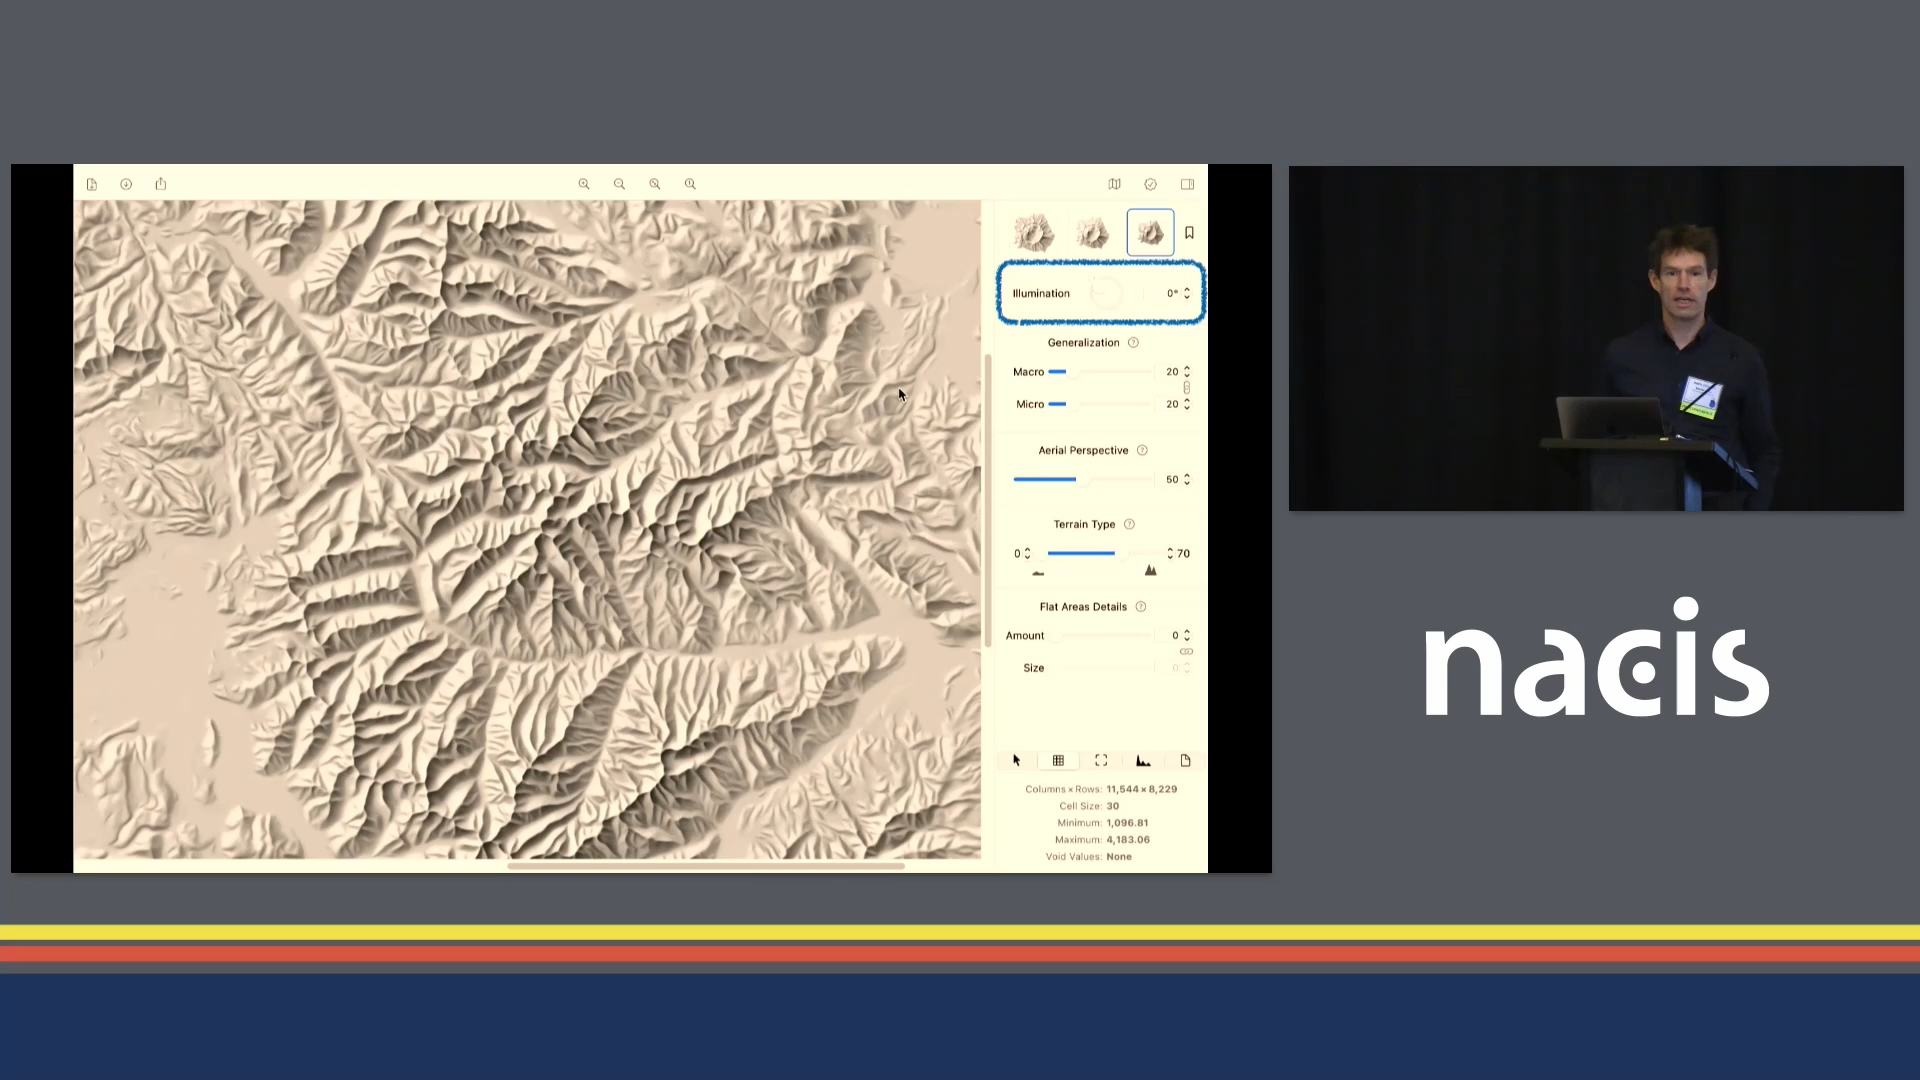 Illumination 0°
Generalization ?
Macro 20
Micro 20
Aerial Perspective ?
50
Terrain Type ?
0 70
Flat Areas Details ?
Amount 0
Size 0
Columns × Rows: 11,544 × 8,229
Cell Size: 30
Minimum: 1,096.81
Maximum: 4,183.06
Void Values: None
nacis